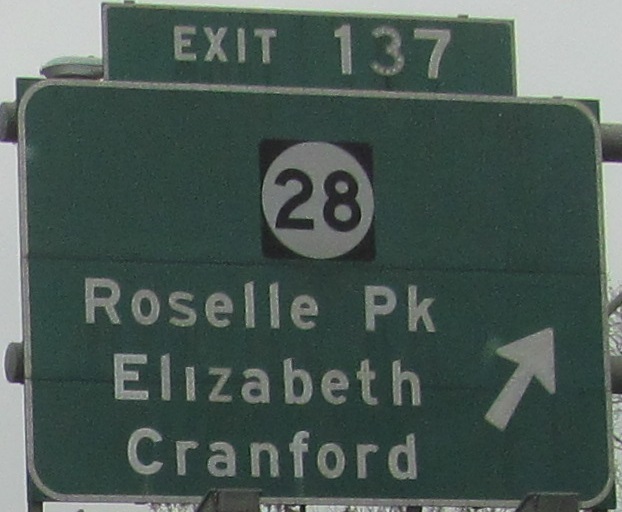 EXIT 137
28
Roselle Pk
Elizabeth
Cranford